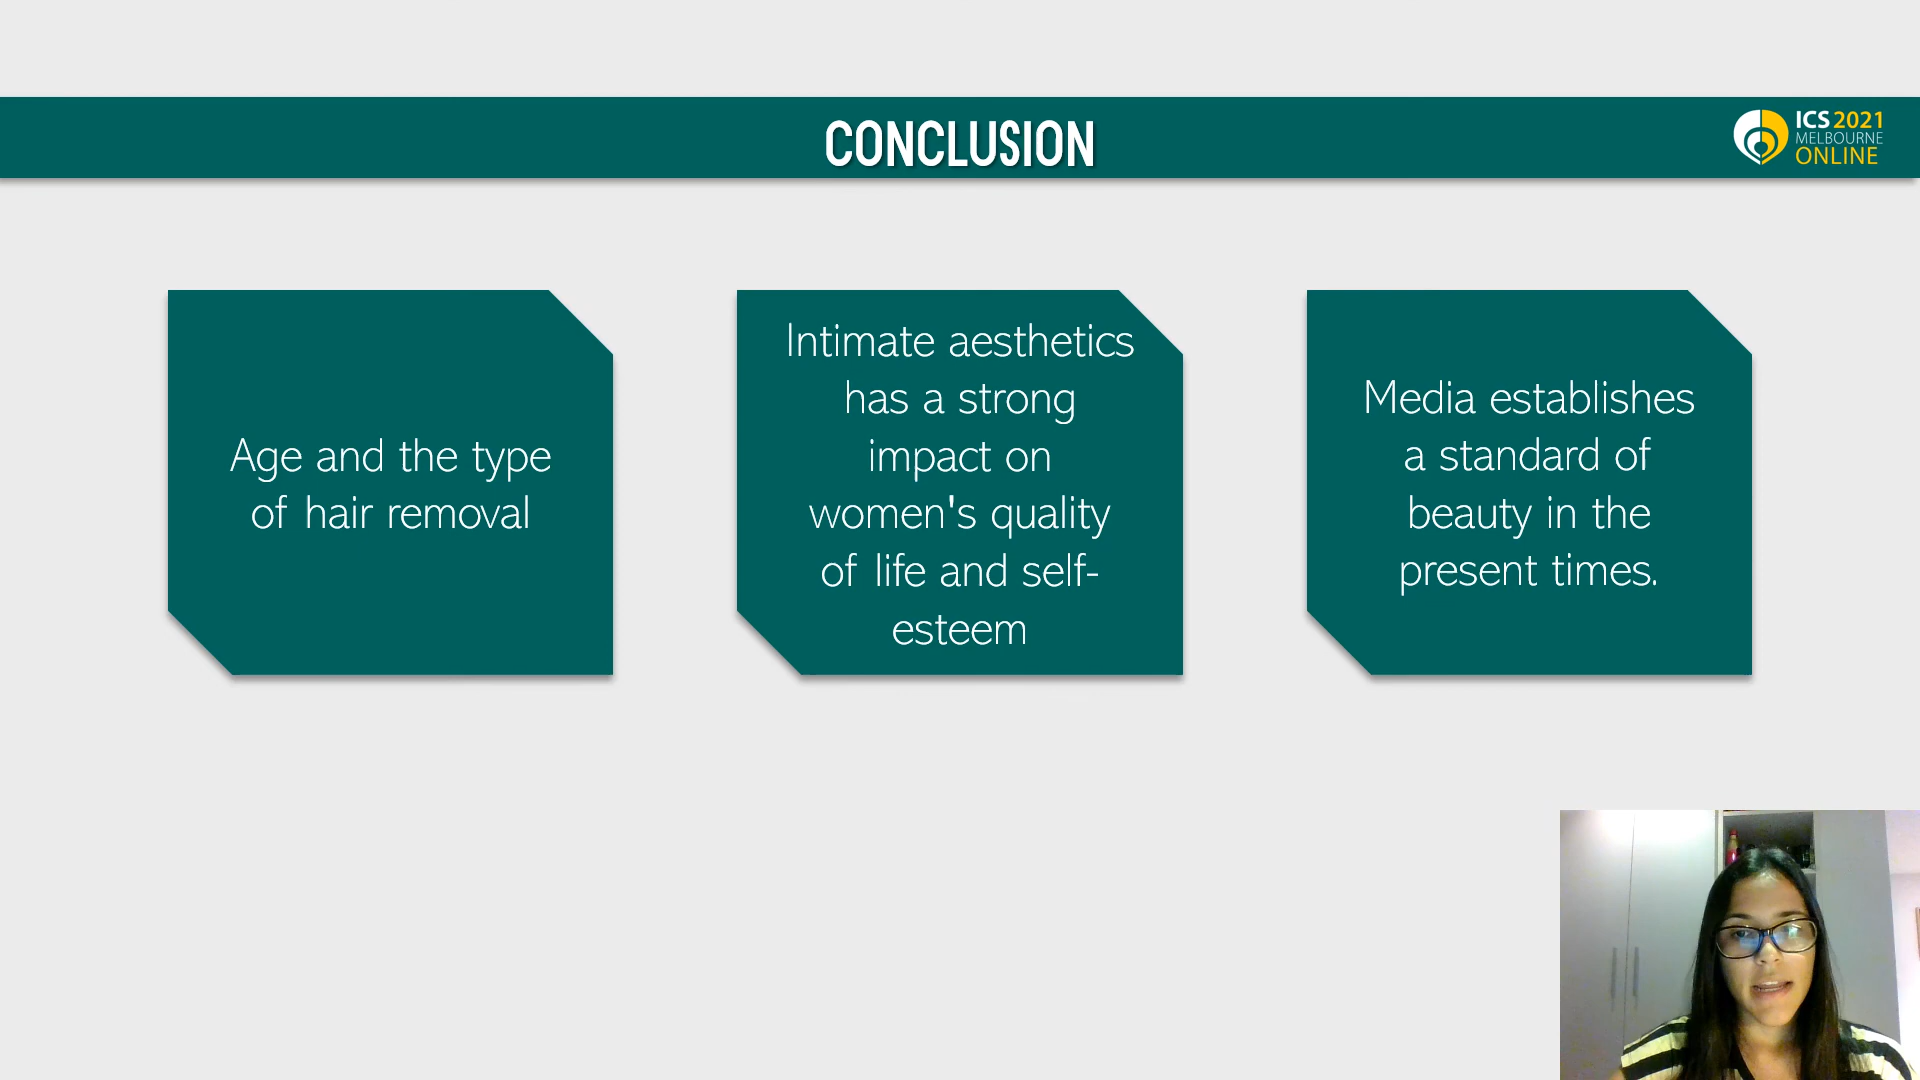 CONCLUSION
ICS 2021
MELBOURNE
ONLINE
Age and the type
of hair removal
Intimate aesthetics
has a strong
impact on
women's quality
of life and self-
esteem
Media establishes
a standard of
beauty in the
present times.